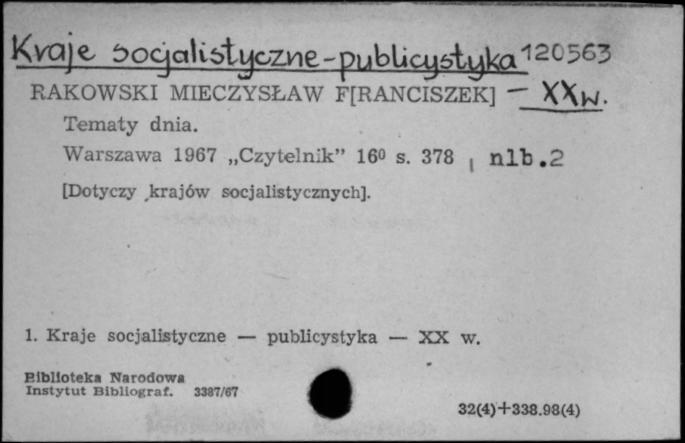 Kraje socjalistyczne-publicystyka 120563
RAKOWSKI MIECZYSŁAW F[RANCISZEK] — XX w.
Tematy dnia.
Warszawa 1967 „Czytelnik” 16⁰ s. 378, nlb.2
[Dotyczy krajów socjalistycznych].
1. Kraje socjalistyczne — publicystyka — XX w.
Biblioteka Narodowa
Instytut Bibliograf. 3387/67
32(4)+338.98(4)